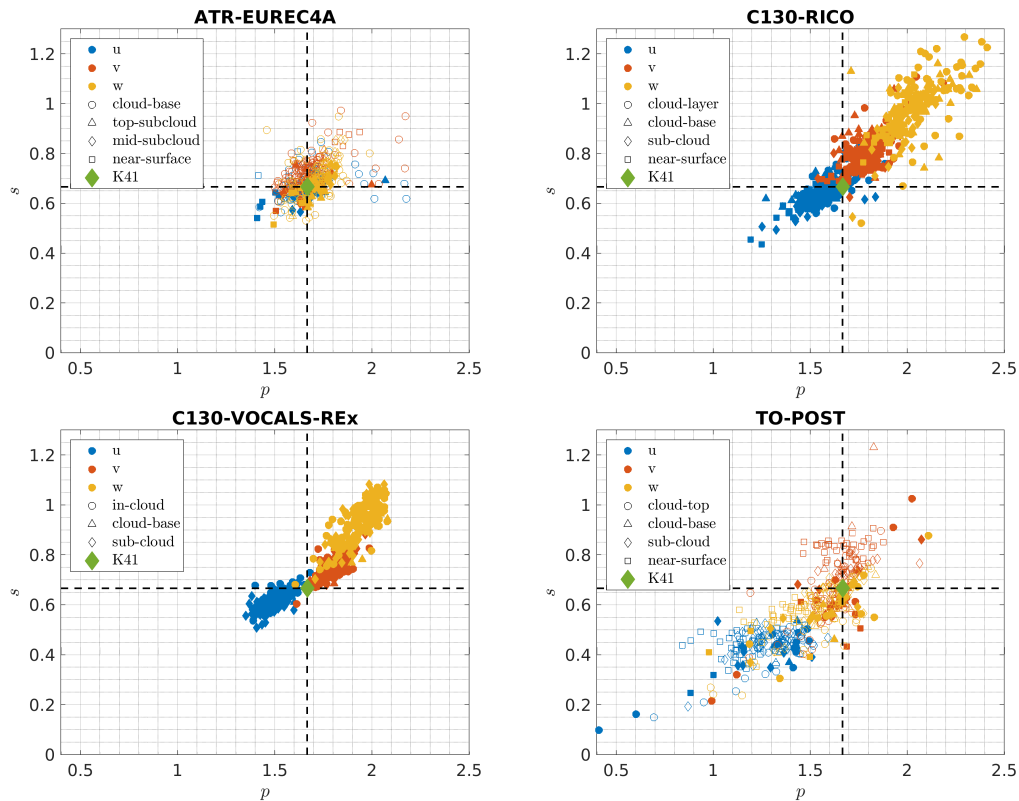 ATR-EUREC4A
u
v
w
cloud-base
top-subcloud
mid-subcloud
near-surface
K41
0
0.2
0.4
0.6
0.8
1
1.2
s
0.5
1
1.5
2
2.5
p
C130-RICO
u
v
w
cloud-layer
cloud-base
sub-cloud
near-surface
K41
0
0.2
0.4
0.6
0.8
1
1.2
s
0.5
1
1.5
2
2.5
p
C130-VOCALS-REx
u
v
w
in-cloud
cloud-base
sub-cloud
K41
0
0.2
0.4
0.6
0.8
1
1.2
s
0.5
1
1.5
2
2.5
p
TO-POST
u
v
w
cloud-top
cloud-base
sub-cloud
near-surface
K41
0
0.2
0.4
0.6
0.8
1
1.2
s
0.5
1
1.5
2
2.5
p